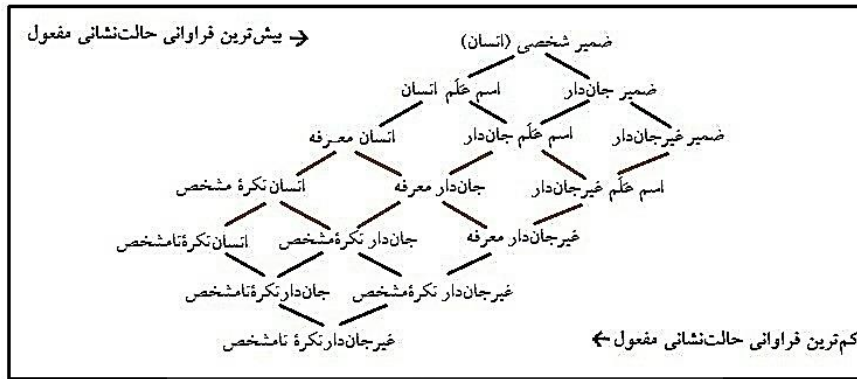 بیش‌ترین فراوانی حالت‌نشانی مفعول →
ضمیر شخصی (انسان)
ضمیر جان‌دار اسم عَلَم انسان
ضمیر غیرجان‌دار اسم عَلَم جان‌دار انسان معرفه
اسم عَلَم غیرجان‌دار جان‌دار معرفه انسان نکرهٔ مشخص
غیرجان‌دار معرفه جان‌دار نکرهٔ مشخص انسان نکرهٔ نامشخص
غیرجان‌دار نکرهٔ مشخص جان‌دار نکرهٔ نامشخص
غیرجان‌دار نکرهٔ نامشخص
کم‌ترین فراوانی حالت‌نشانی مفعول ←